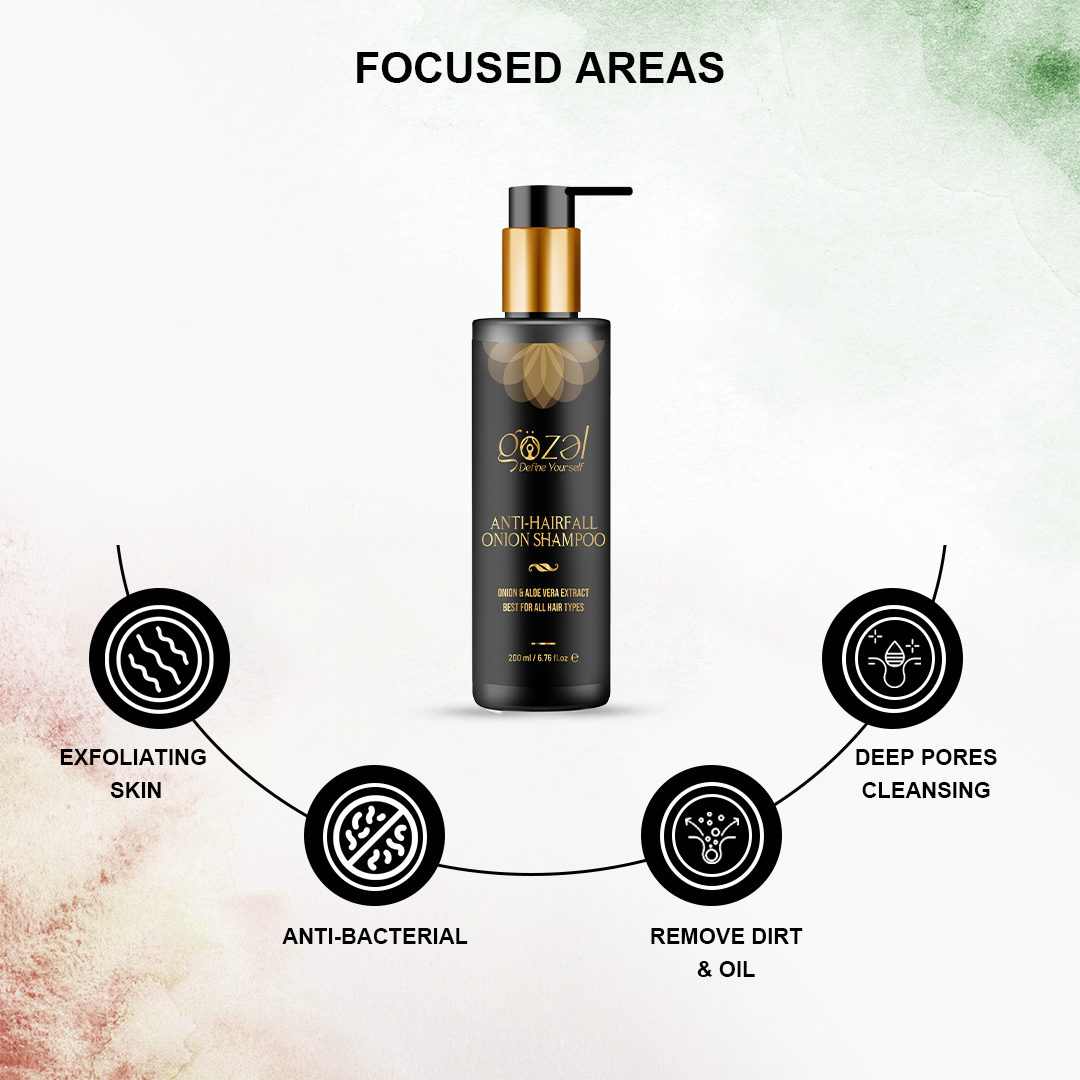 FOCUSED AREAS
gözəl
Define Yourself
ANTI-HAIRFALL
ONION SHAMPOO
ONION & ALOE VERA EXTRACT
BEST FOR ALL HAIR TYPES
200 ml / 6.76 fl.oz ℮
EXFOLIATING
SKIN
ANTI-BACTERIAL
REMOVE DIRT
& OIL
DEEP PORES
CLEANSING